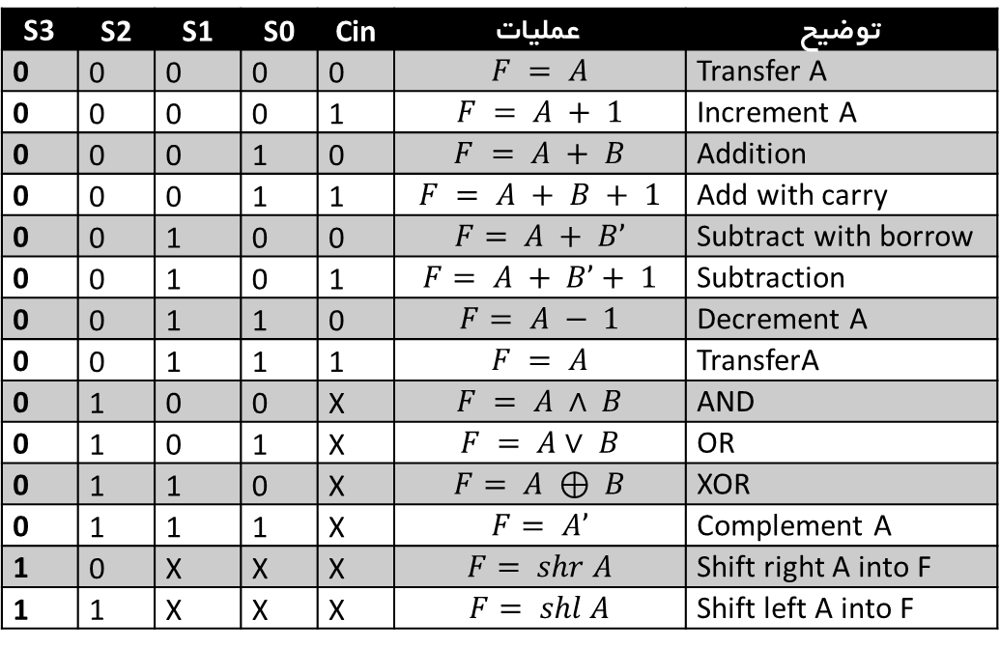 S3 S2 S1 S0 Cin عملیات توضیح
0 0 0 0 0 F = A Transfer A
0 0 0 0 1 F = A + 1 Increment A
0 0 0 1 0 F = A + B Addition
0 0 0 1 1 F = A + B + 1 Add with carry
0 0 1 0 0 F = A + B’ Subtract with borrow
0 0 1 0 1 F = A + B’ + 1 Subtraction
0 0 1 1 0 F = A − 1 Decrement A
0 0 1 1 1 F = A TransferA
0 1 0 0 X F = A ∧ B AND
0 1 0 1 X F = A ∨ B OR
0 1 1 0 X F = A ⊕ B XOR
0 1 1 1 X F = A’ Complement A
1 0 X X X F = shr A Shift right A into F
1 1 X X X F = shl A Shift left A into F